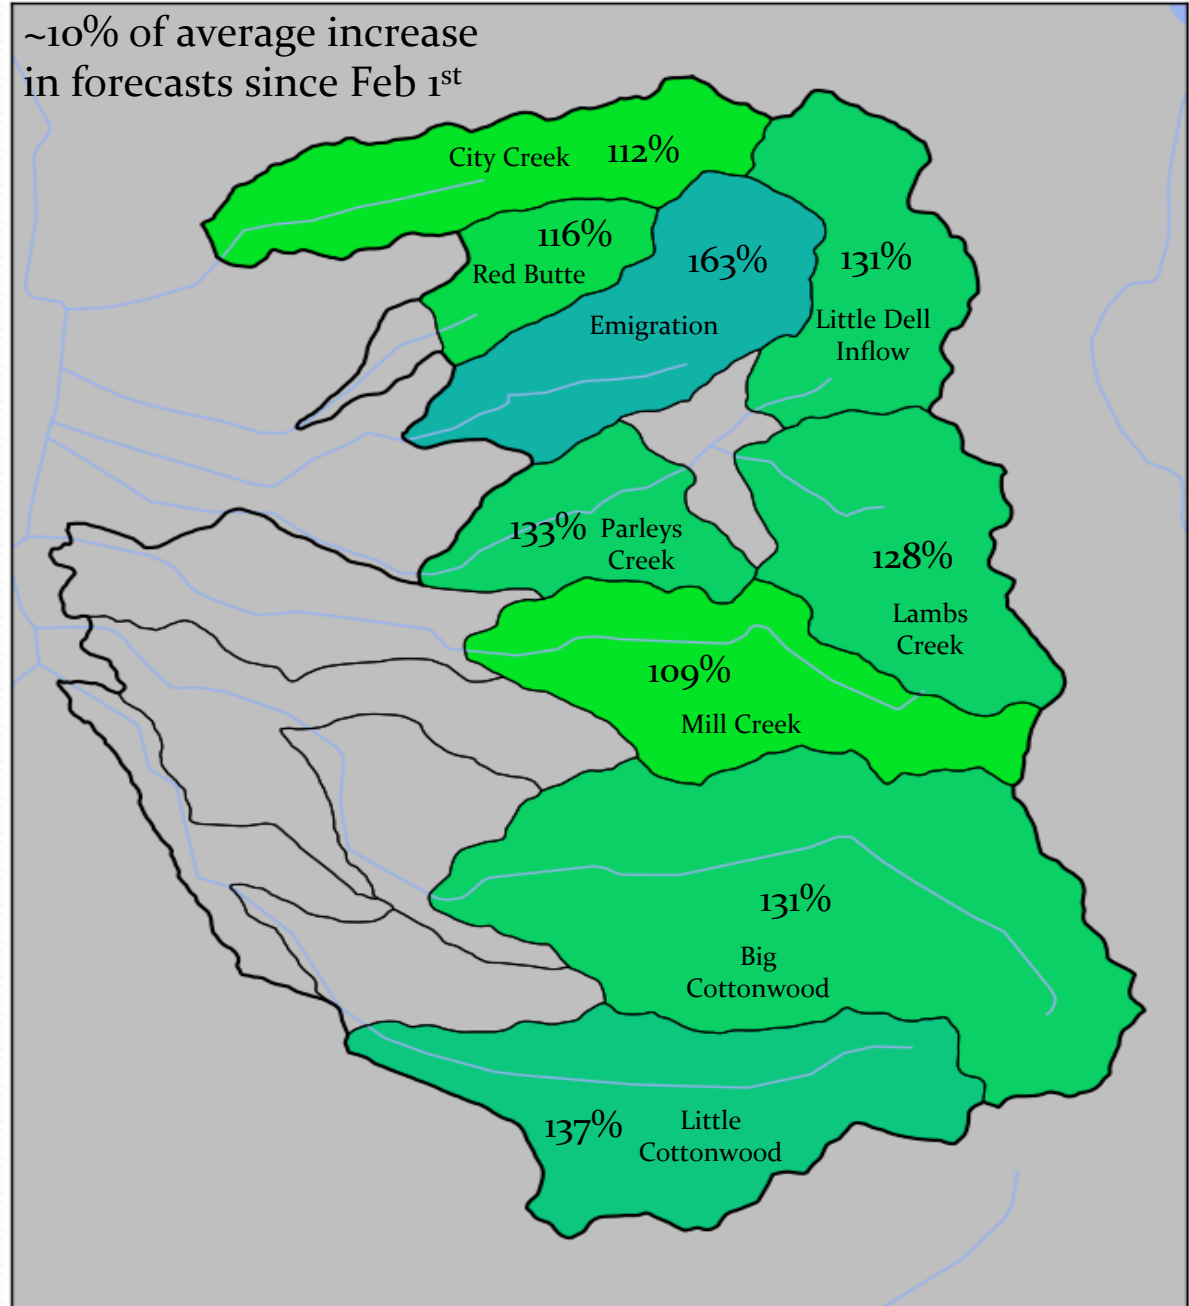 ~10% of average increase
in forecasts since Feb 1st
City Creek 112%
116%
Red Butte
163%
Emigration
131%
Little Dell
Inflow
133% Parleys
Creek
128%
Lambs
Creek
109%
Mill Creek
131%
Big
Cottonwood
137% Little
Cottonwood